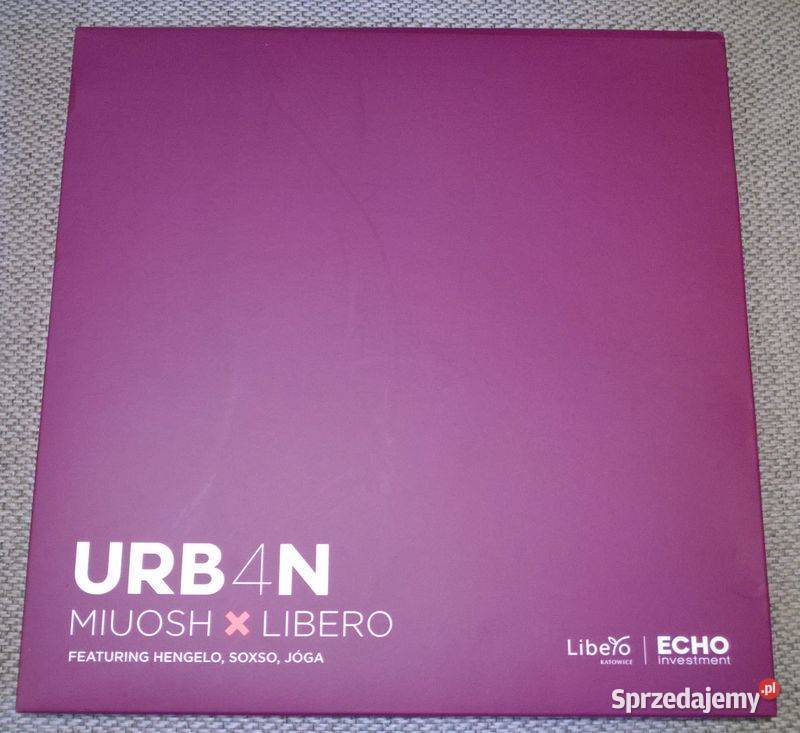 URB4N
MIUOSH × LIBERO
FEATURING HENGELO, SOXSO, JÓGA
Libero
KATOWICE
ECHO
investment
Sprzedajemy.pl